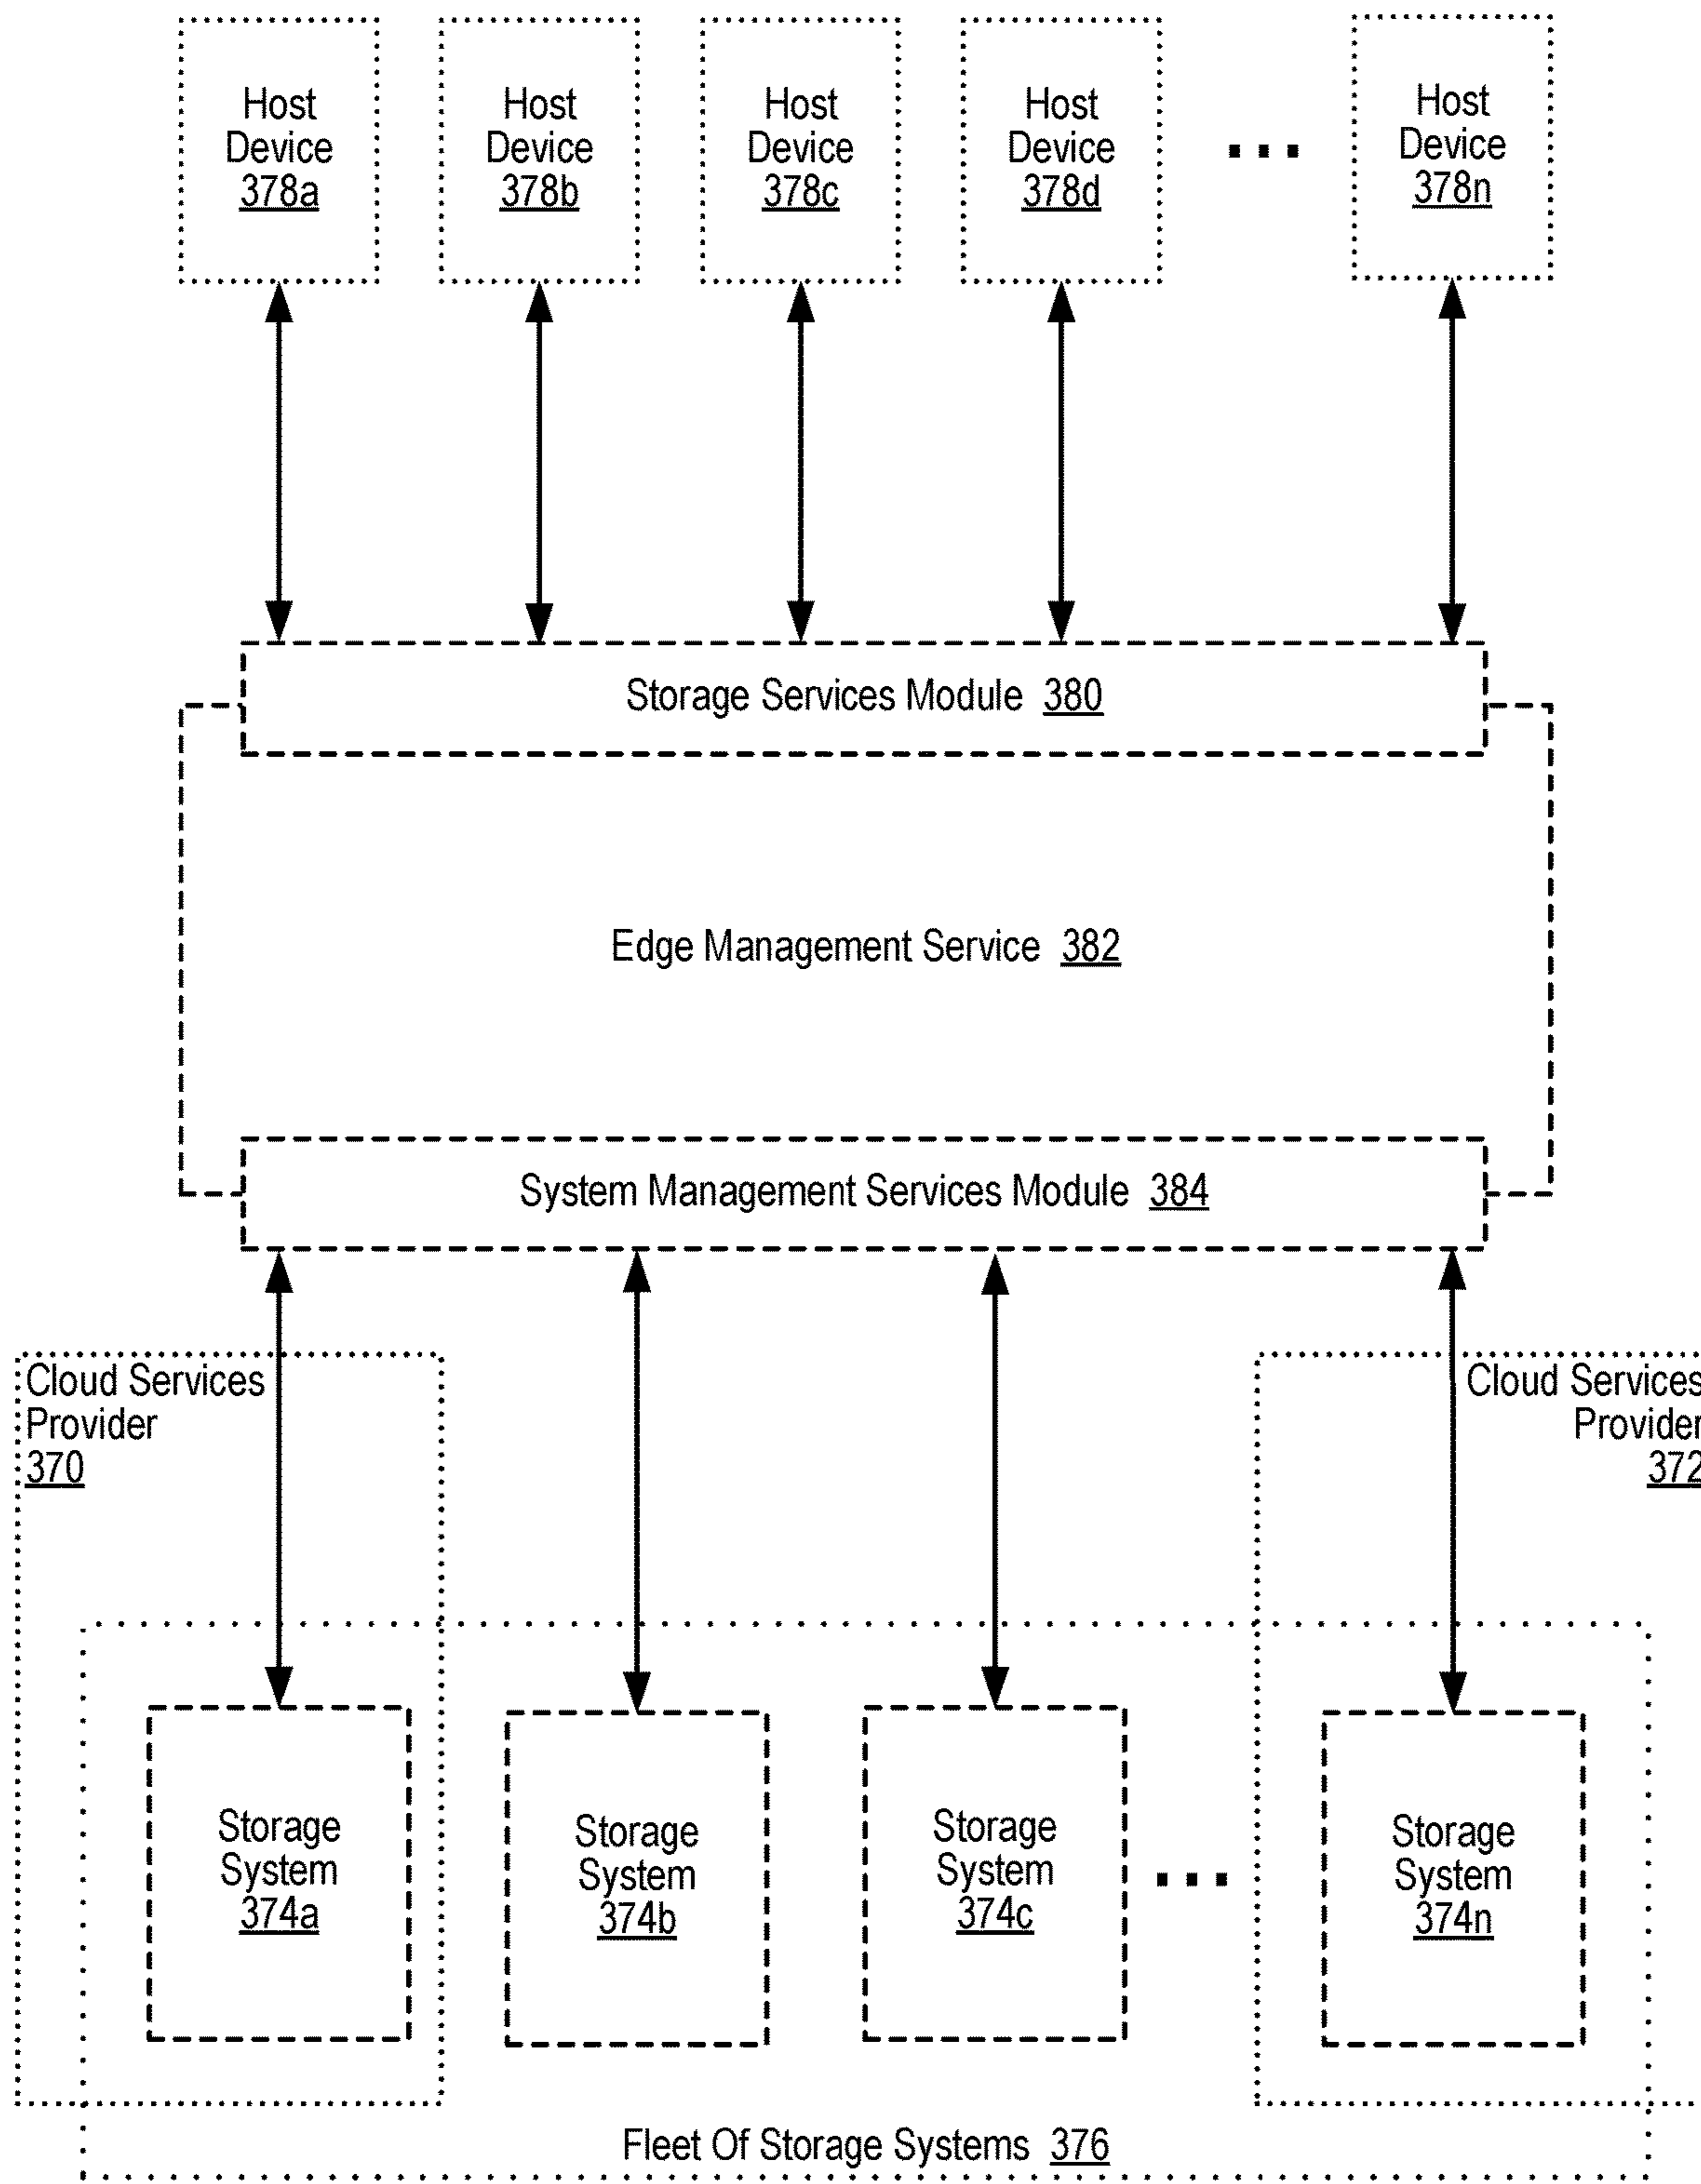 Host
Device
378a
Host
Device
378b
Host
Device
378c
Host
Device
378d
...
Host
Device
378n
Storage Services Module 380
Edge Management Service 382
System Management Services Module 384
Cloud Services
Provider
370
Cloud Services
Provider
372
Storage
System
374a
Storage
System
374b
Storage
System
374c
...
Storage
System
374n
Fleet Of Storage Systems 376